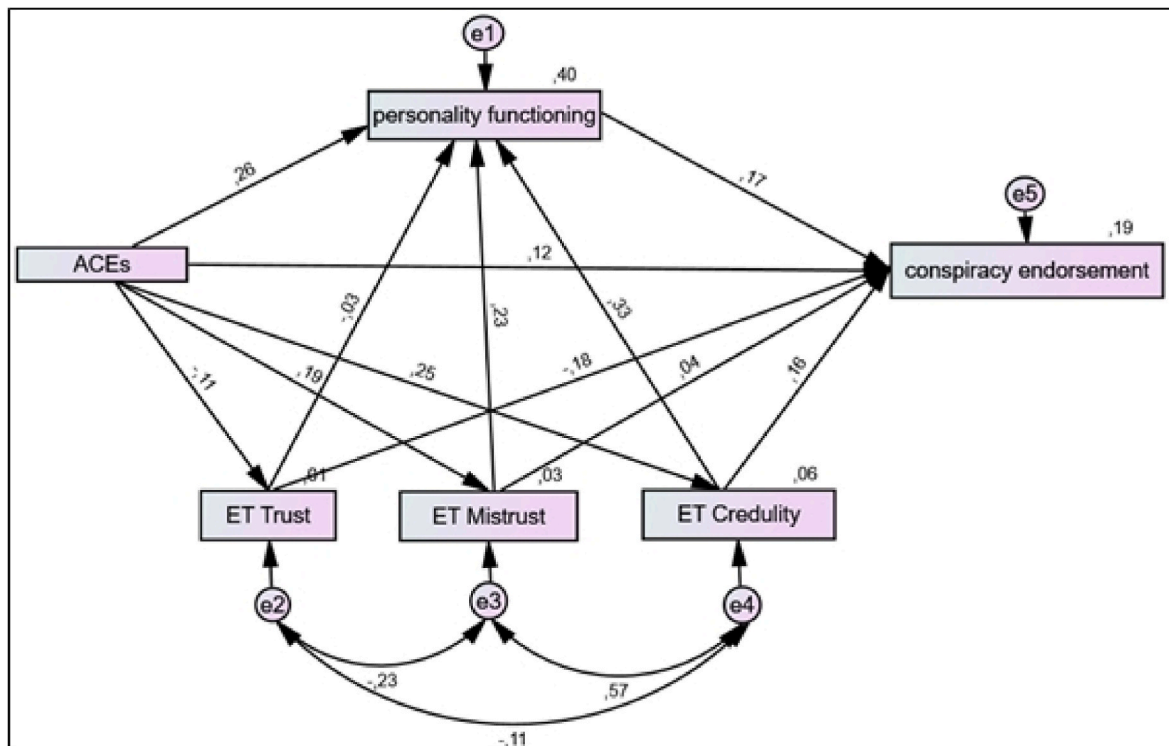 e1
,40
personality functioning
,26
,17
e5
,19
ACEs
,12
conspiracy endorsement
-,03
,23
,33
-,11
,19
,25
-,18
,04
,16
,01
,03
,06
ET Trust
ET Mistrust
ET Credulity
e2
e3
e4
-,23
,57
-,11